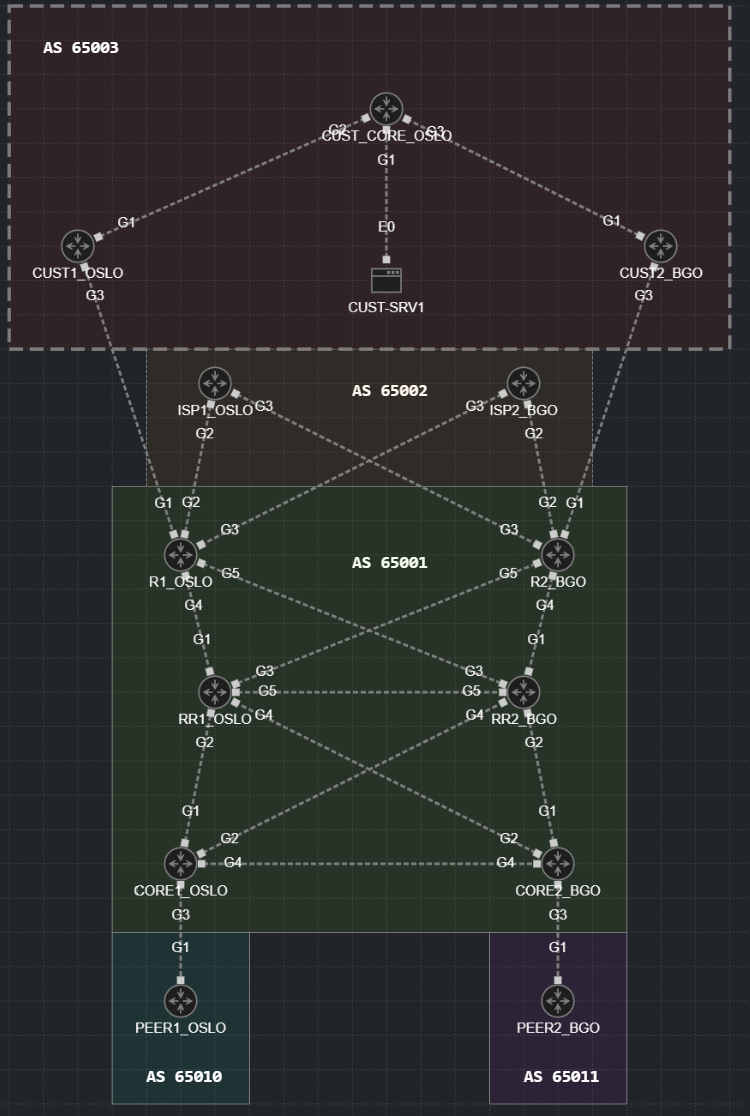 AS 65003
G2
G3
CUST_CORE_OSLO
G1
G1
G1
E0
CUST1_OSLO
CUST2_BGO
G3
G3
CUST-SRV1
AS 65002
ISP1_OSLO
G3
G3
ISP2_BGO
G2
G2
G1
G2
G2
G1
G3
G3
AS 65001
G5
G5
R1_OSLO
R2_BGO
G4
G4
G1
G1
G3
G3
G5
G5
RR1_OSLO
G4
G4
RR2_BGO
G2
G2
G1
G1
G2
G2
G4
G4
CORE1_OSLO
CORE2_BGO
G3
G3
G1
G1
PEER1_OSLO
PEER2_BGO
AS 65010
AS 65011